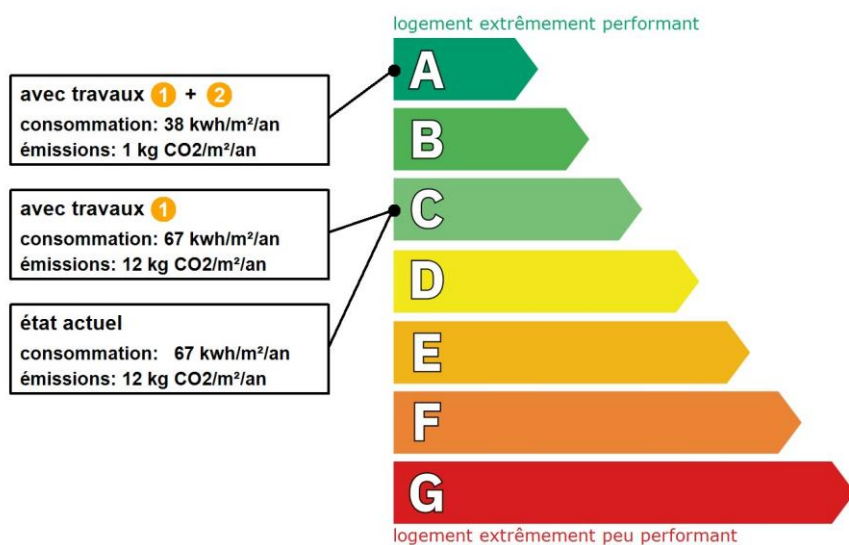 logement extrêmement performant
avec travaux 1 + 2
consommation: 38 kwh/m²/an
émissions: 1 kg CO2/m²/an
avec travaux 1
consommation: 67 kwh/m²/an
émissions: 12 kg CO2/m²/an
état actuel
consommation: 67 kwh/m²/an
émissions: 12 kg CO2/m²/an
A
B
C
D
E
F
G
logement extrêmement peu performant